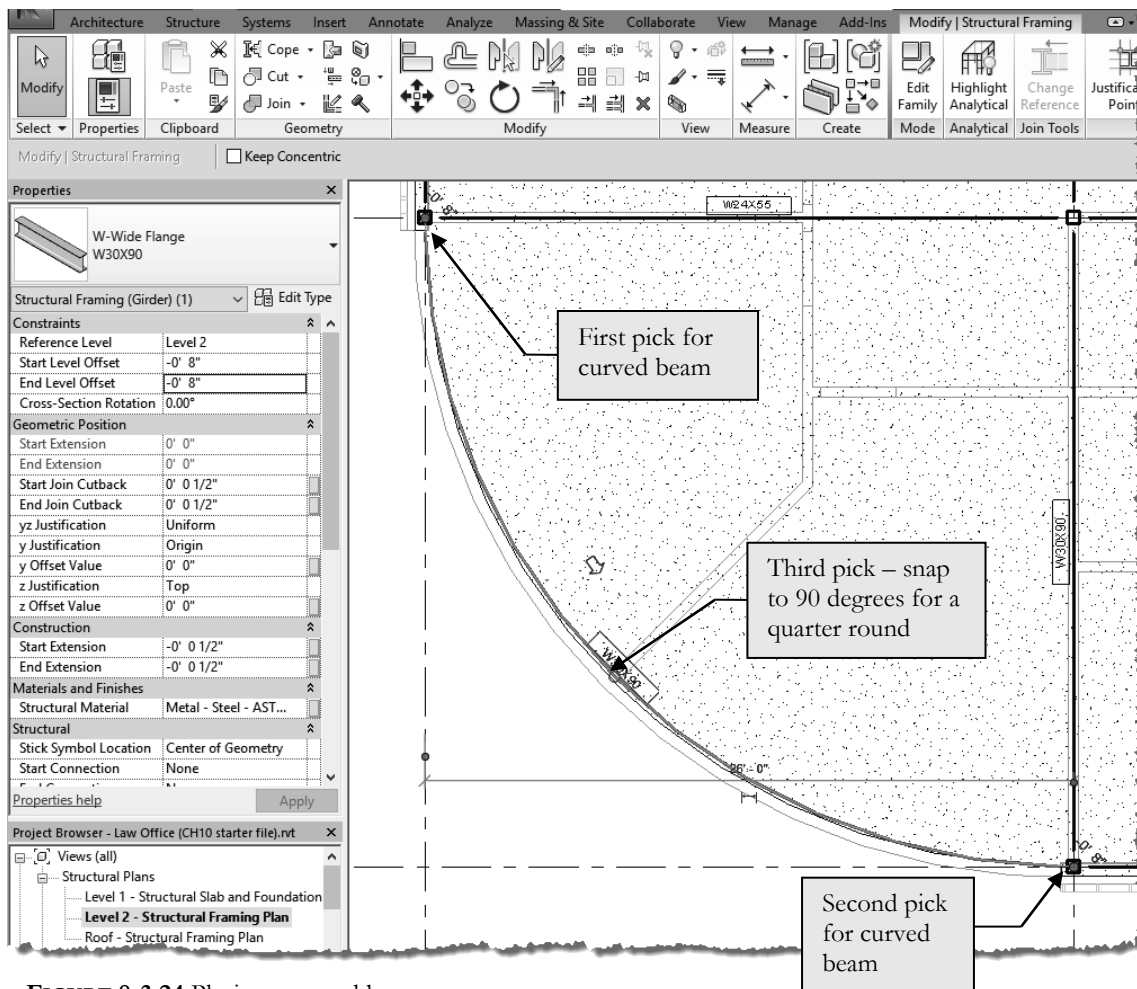 Architecture Structure Systems Insert Annotate Analyze Massing & Site Collaborate View Manage Add-Ins Modify | Structural Framing
Modify
Paste
Cope
Cut
Join
Edit Family
Highlight Analytical
Change Reference
Select Properties Clipboard Geometry Modify View Measure Create Mode Analytical Join Tools
Modify | Structural Framing Keep Concentric
Properties
W-Wide Flange
W30X90
Structural Framing (Girder) (1) Edit Type
Constraints
Reference Level Level 2
Start Level Offset -0' 8"
End Level Offset -0' 8"
Cross-Section Rotation 0.00°
Geometric Position
Start Extension 0' 0"
End Extension 0' 0"
Start Join Cutback 0' 0 1/2"
End Join Cutback 0' 0 1/2"
yz Justification Uniform
y Justification Origin
y Offset Value 0' 0"
z Justification Top
z Offset Value 0' 0"
Construction
Start Extension -0' 0 1/2"
End Extension -0' 0 1/2"
Materials and Finishes
Structural Material Metal - Steel - AST...
Structural
Stick Symbol Location Center of Geometry
Start Connection None
Properties help Apply
Project Browser - Law Office (CH10 starter file).rvt
Views (all)
Structural Plans
Level 1 - Structural Slab and Foundation
Level 2 - Structural Framing Plan
Roof - Structural Framing Plan
-0' 8"
W24X55
First pick for
curved beam
W30X90
Third pick – snap
to 90 degrees for a
quarter round
W30X90
26' - 0"
-0' 8"
Second pick
for curved
beam